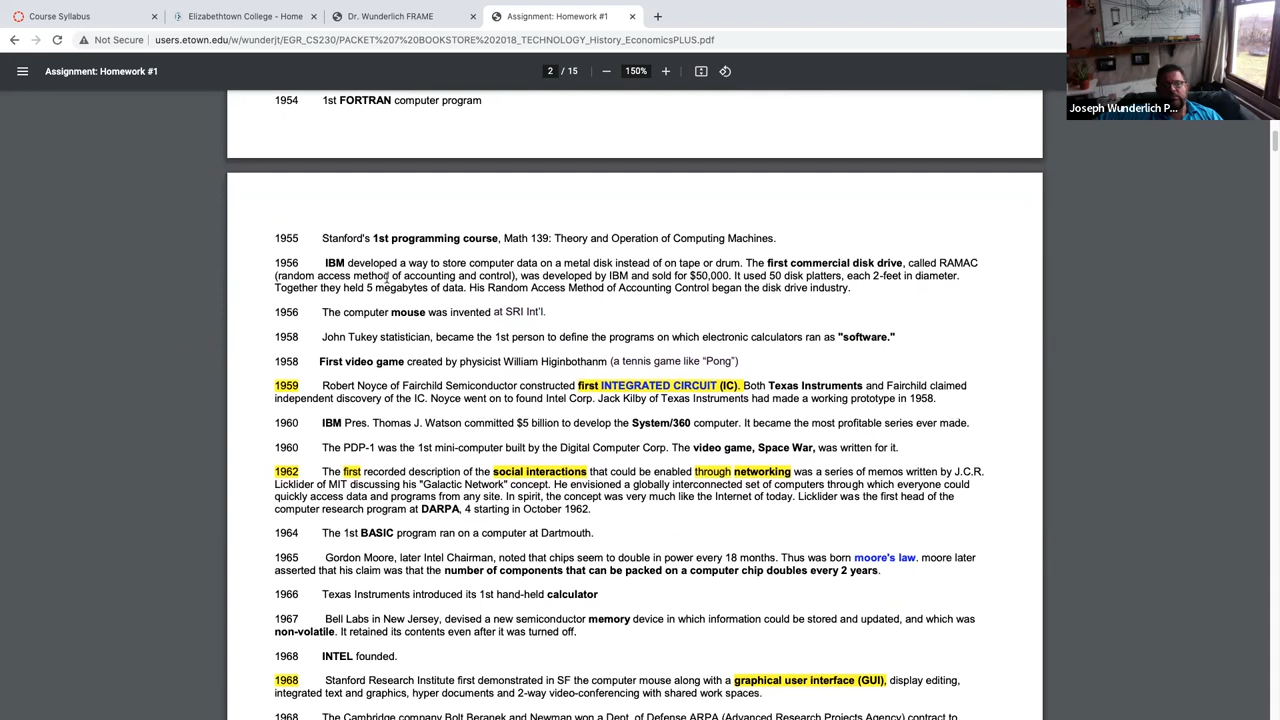 Course Syllabus
Elizabethtown College - Home
Dr. Wunderlich FRAME
Assignment: Homework #1
Not Secure
users.etown.edu/w/wunderjt/EGR_CS230/PACKET%207%20BOOKSTORE%202018_TECHNOLOGY_History_EconomicsPLUS.pdf
Assignment: Homework #1
2 / 15
150%
Joseph Wunderlich P...
1954 1st FORTRAN computer program
1955 Stanford's 1st programming course, Math 139: Theory and Operation of Computing Machines.
1956 IBM developed a way to store computer data on a metal disk instead of on tape or drum. The first commercial disk drive, called RAMAC
(random access method of accounting and control), was developed by IBM and sold for $50,000. It used 50 disk platters, each 2-feet in diameter.
Together they held 5 megabytes of data. His Random Access Method of Accounting Control began the disk drive industry.
1956 The computer mouse was invented at SRI Int'l.
1958 John Tukey statistician, became the 1st person to define the programs on which electronic calculators ran as "software."
1958 First video game created by physicist William Higinbothanm (a tennis game like “Pong”)
1959 Robert Noyce of Fairchild Semiconductor constructed first INTEGRATED CIRCUIT (IC). Both Texas Instruments and Fairchild claimed
independent discovery of the IC. Noyce went on to found Intel Corp. Jack Kilby of Texas Instruments had made a working prototype in 1958.
1960 IBM Pres. Thomas J. Watson committed $5 billion to develop the System/360 computer. It became the most profitable series ever made.
1960 The PDP-1 was the 1st mini-computer built by the Digital Computer Corp. The video game, Space War, was written for it.
1962 The first recorded description of the social interactions that could be enabled through networking was a series of memos written by J.C.R.
Licklider of MIT discussing his "Galactic Network" concept. He envisioned a globally interconnected set of computers through which everyone could
quickly access data and programs from any site. In spirit, the concept was very much like the Internet of today. Licklider was the first head of the
computer research program at DARPA, 4 starting in October 1962.
1964 The 1st BASIC program ran on a computer at Dartmouth.
1965 Gordon Moore, later Intel Chairman, noted that chips seem to double in power every 18 months. Thus was born moore's law. moore later
asserted that his claim was that the number of components that can be packed on a computer chip doubles every 2 years.
1966 Texas Instruments introduced its 1st hand-held calculator
1967 Bell Labs in New Jersey, devised a new semiconductor memory device in which information could be stored and updated, and which was
non-volatile. It retained its contents even after it was turned off.
1968 INTEL founded.
1968 Stanford Research Institute first demonstrated in SF the computer mouse along with a graphical user interface (GUI), display editing,
integrated text and graphics, hyper documents and 2-way video-conferencing with shared work spaces.
1968 The Cambridge company Bolt Beranek and Newman won a Dept. of Defense ARPA (Advanced Research Projects Agency) contract to